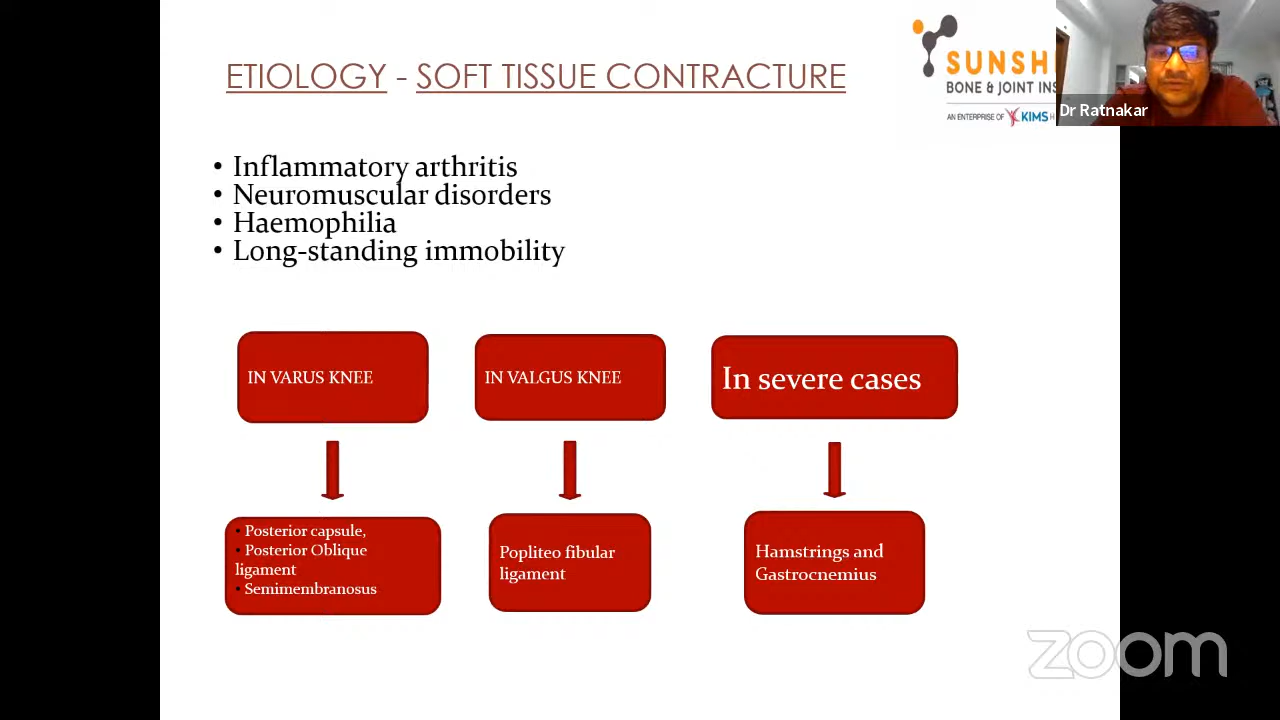 ETIOLOGY - SOFT TISSUE CONTRACTURE
SUNSHI
BONE & JOINT INS
AN ENTERPRISE OF KIMS H
Dr Ratnakar
• Inflammatory arthritis
• Neuromuscular disorders
• Haemophilia
• Long-standing immobility
IN VARUS KNEE
IN VALGUS KNEE
In severe cases
• Posterior capsule,
• Posterior Oblique
ligament
• Semimembranosus
Popliteo fibular
ligament
Hamstrings and
Gastrocnemius
zoom